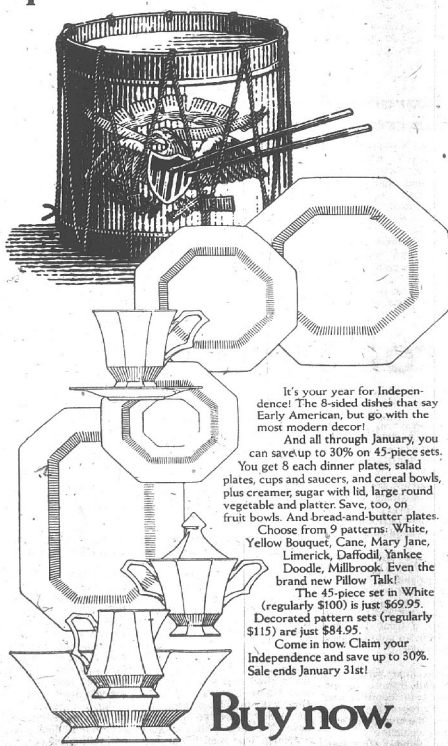 It's your year for Indepen-
dence! The 8-sided dishes that say
Early American, but go with the
most modern decor!
And all through January, you
can save up to 30% on 45-piece sets.
You get 8 each dinner plates, salad
plates, cups and saucers, and cereal bowls,
plus creamer, sugar with lid, large round
vegetable and platter. Save, too, on
fruit bowls. And bread-and-butter plates.
Choose from 9 patterns: White,
Yellow Bouquet, Cane, Mary Jane,
Limerick, Daffodil, Yankee
Doodle, Millbrook. Even the
brand new Pillow Talk!
The 45-piece set in White
(regularly $100) is just $69.95.
Decorated pattern sets (regularly
$115) are just $84.95.
Come in now. Claim your
Independence and save up to 30%.
Sale ends January 31st!
Buy now.